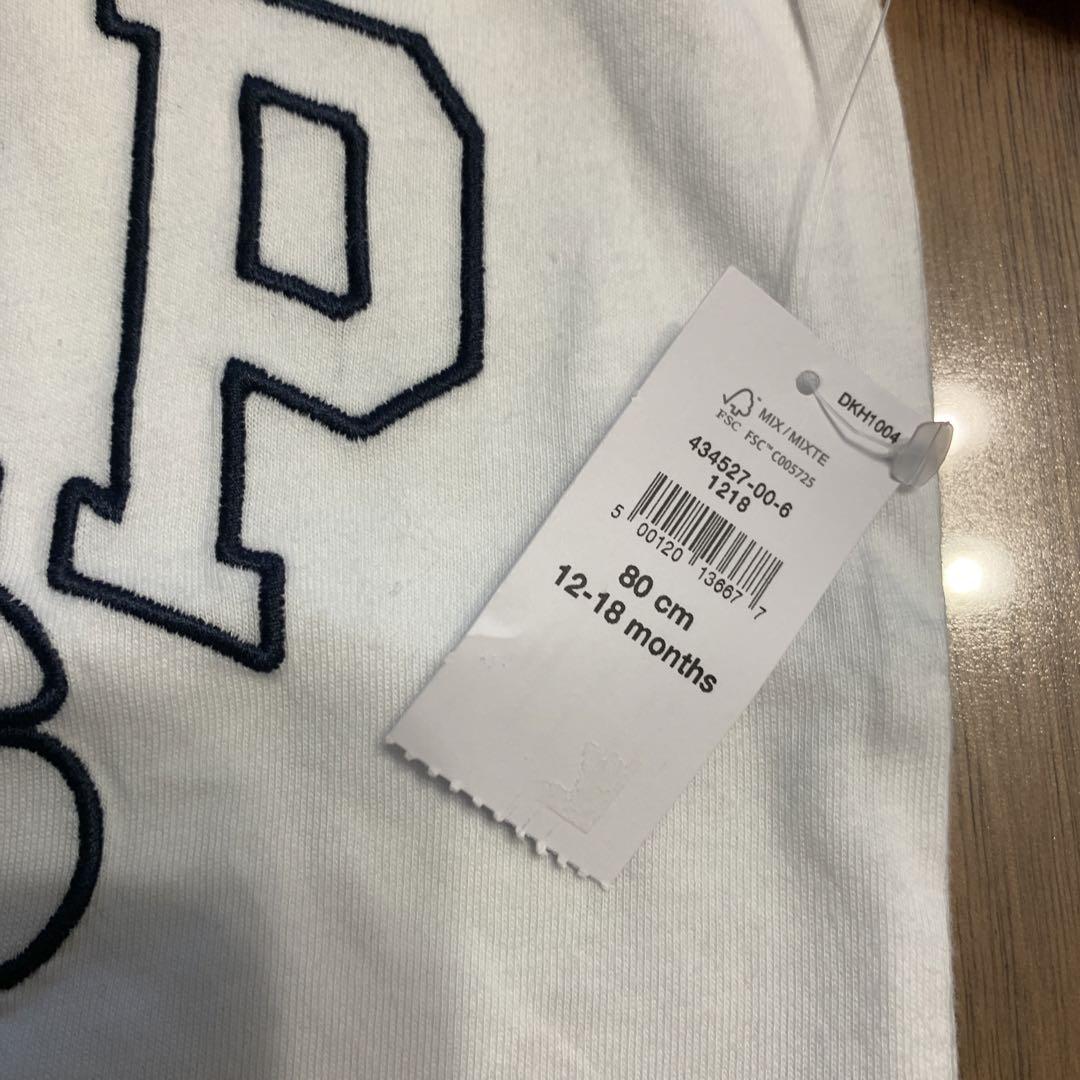 P
DKH1004
FSC MIX / MIXTE
FSC™ C005725
434527-00-6
1218
5 00120 13667 7
80 cm
12-18 months